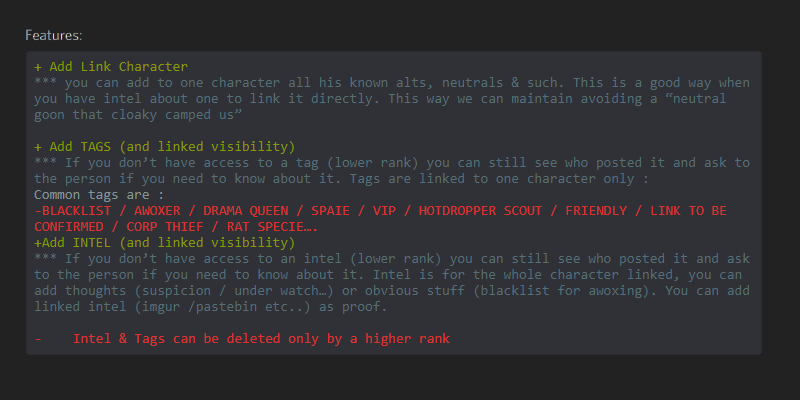 Features:
+ Add Link Character
*** you can add to one character all his known alts, neutrals & such. This is a good way when
you have intel about one to link it directly. This way we can maintain avoiding a “neutral
goon that cloaky camped us”
+ Add TAGS (and linked visibility)
*** If you don’t have access to a tag (lower rank) you can still see who posted it and ask to
the person if you need to know about it. Tags are linked to one character only :
Common tags are :
-BLACKLIST / AWOXER / DRAMA QUEEN / SPAIE / VIP / HOTDROPPER SCOUT / FRIENDLY / LINK TO BE
CONFIRMED / CORP THIEF / RAT SPECIE….
+Add INTEL (and linked visibility)
*** If you don’t have access to an intel (lower rank) you can still see who posted it and ask
to the person if you need to know about it. Intel is for the whole character linked, you can
add thoughts (suspicion / under watch…) or obvious stuff (blacklist for awoxing). You can add
linked intel (imgur /pastebin etc..) as proof.
-    Intel & Tags can be deleted only by a higher rank